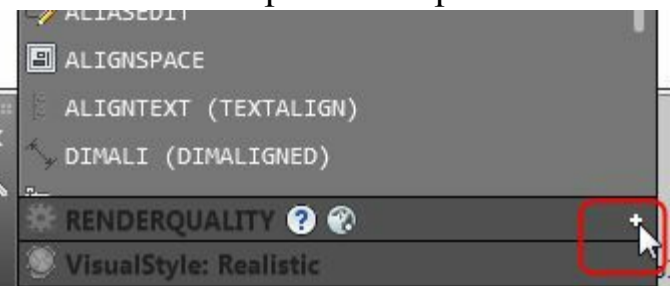 ALIASEDIT
ALIGNSPACE
ALIGNTEXT (TEXTALIGN)
DIMALI (DIMALIGNED)
RENDERQUALITY ?
VisualStyle: Realistic